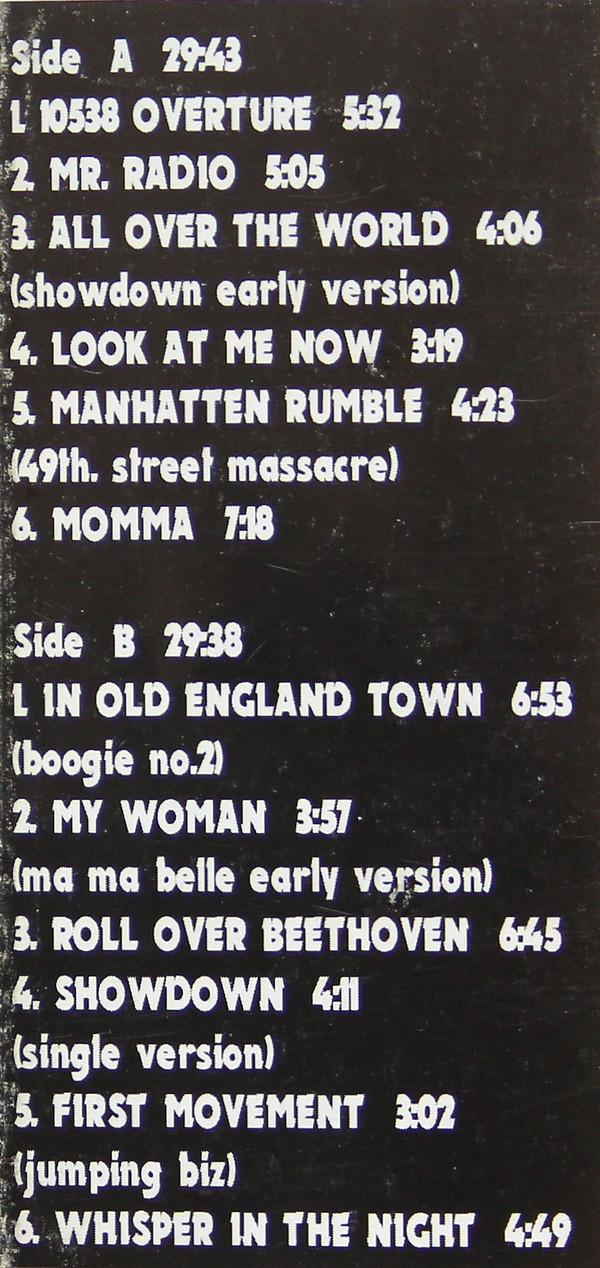 Side A 29:43
1. 10538 OVERTURE 5:32
2. MR. RADIO 5:05
3. ALL OVER THE WORLD 4:06
(showdown early version)
4. LOOK AT ME NOW 3:19
5. MANHATTEN RUMBLE 4:23
(49th. street massacre)
6. MOMMA 7:18
Side B 29:38
1. IN OLD ENGLAND TOWN 6:53
(boogie no.2)
2. MY WOMAN 3:57
(ma ma belle early version)
3. ROLL OVER BEETHOVEN 6:45
4. SHOWDOWN 4:11
(single version)
5. FIRST MOVEMENT 3:02
(jumping biz)
6. WHISPER IN THE NIGHT 4:49